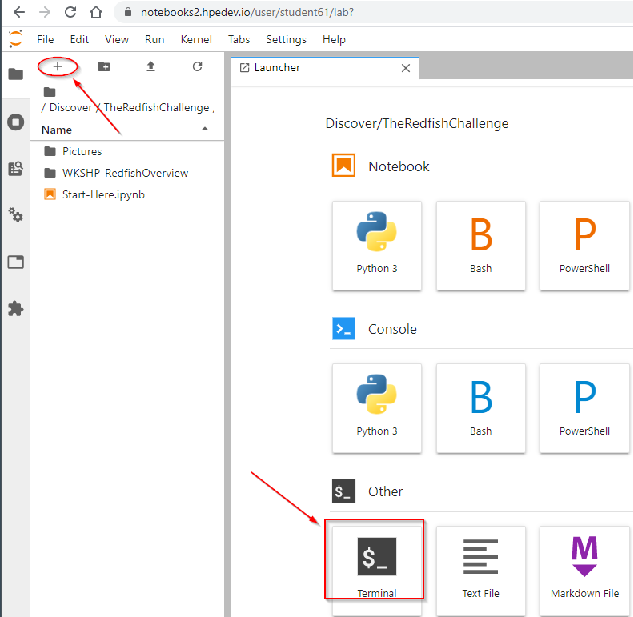 notebooks2.hpedev.io/user/student61/lab?
File Edit View Run Kernel Tabs Settings Help
+
Launcher
/ Discover / TheRedfishChallenge /
Name
Pictures
WKSHP_RedfishOverview
Start-Here.ipynb
Discover/TheRedfishChallenge
Notebook
B P
Python 3 Bash PowerShell
>_ Console
B P
Python 3 Bash PowerShell
$_ Other
$_ M
Terminal Text File Markdown File